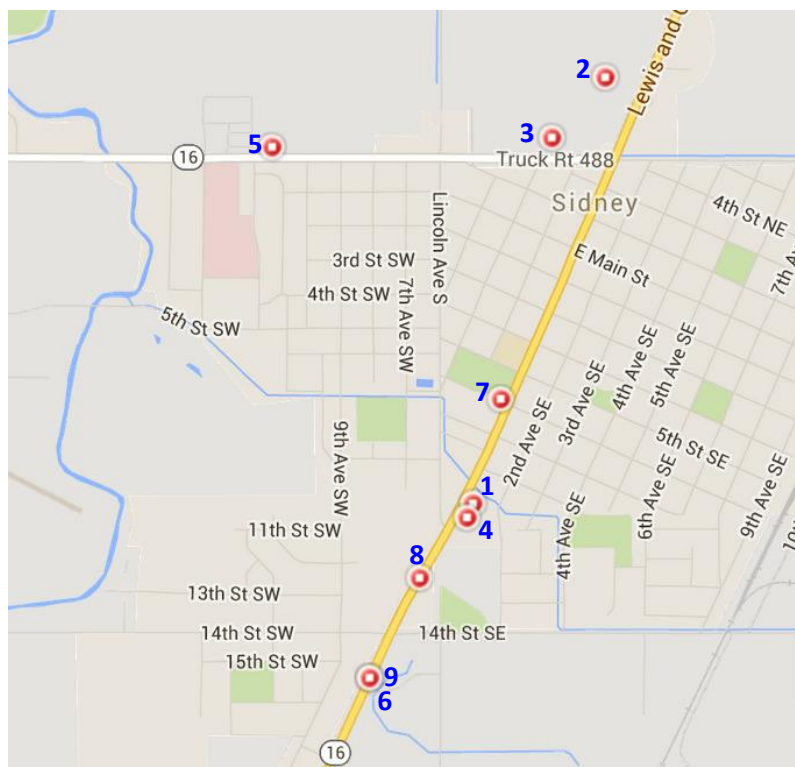 Lewis and C
2
3
16
5
Truck Rt 488
Sidney
4th St NE
7th Av
E Main St
Lincoln Ave S
3rd St SW
4th St SW
7th Ave SW
5th St SW
7
2nd Ave SE
3rd Ave SE
4th Ave SE
5th Ave SE
5th St SE
9th Ave SW
1
4
4th Ave SE
6th Ave SE
9th Ave SE
10t
11th St SW
8
13th St SW
14th St SW
14th St SE
15th St SW
9
6
16